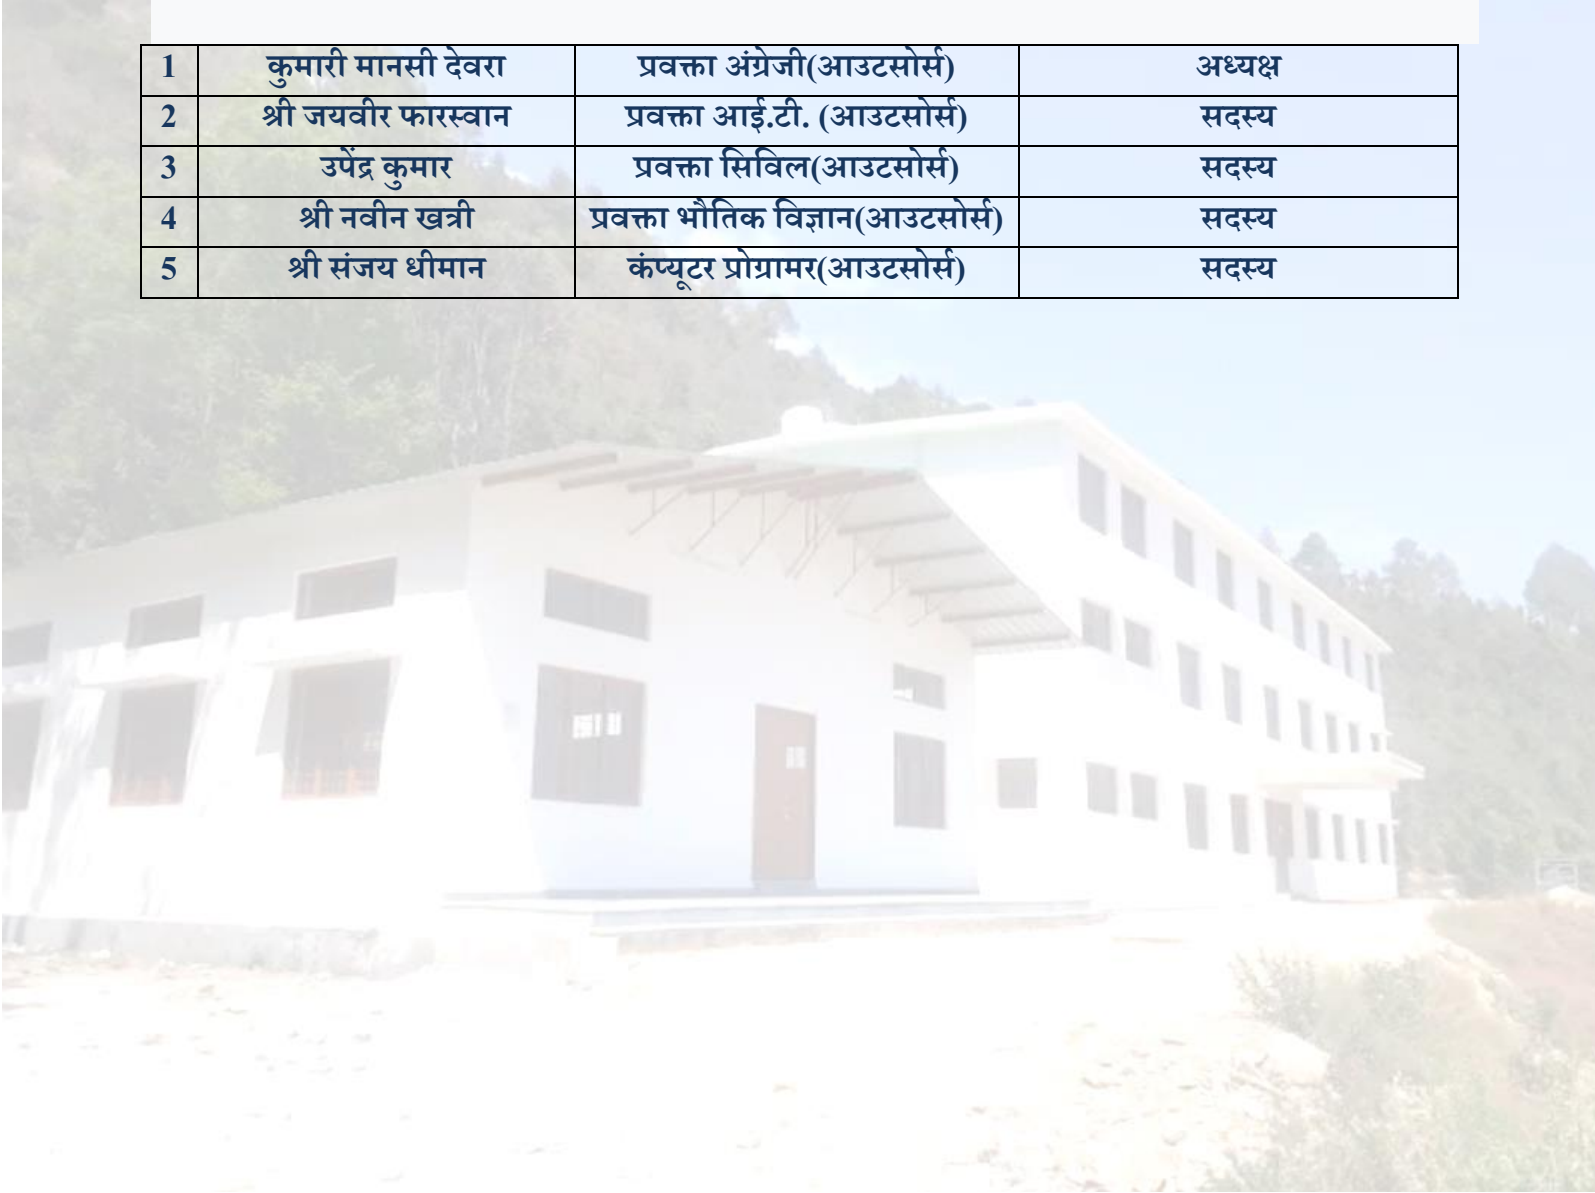 1 कुमारी मानसी देवरा प्रवक्ता अंग्रेजी(आउटसोर्स) अध्यक्ष
2 श्री जयवीर फारस्वान प्रवक्ता आई.टी. (आउटसोर्स) सदस्य
3 उपेंद्र कुमार प्रवक्ता सिविल(आउटसोर्स) सदस्य
4 श्री नवीन खत्री प्रवक्ता भौतिक विज्ञान(आउटसोर्स) सदस्य
5 श्री संजय धीमान कंप्यूटर प्रोग्रामर(आउटसोर्स) सदस्य